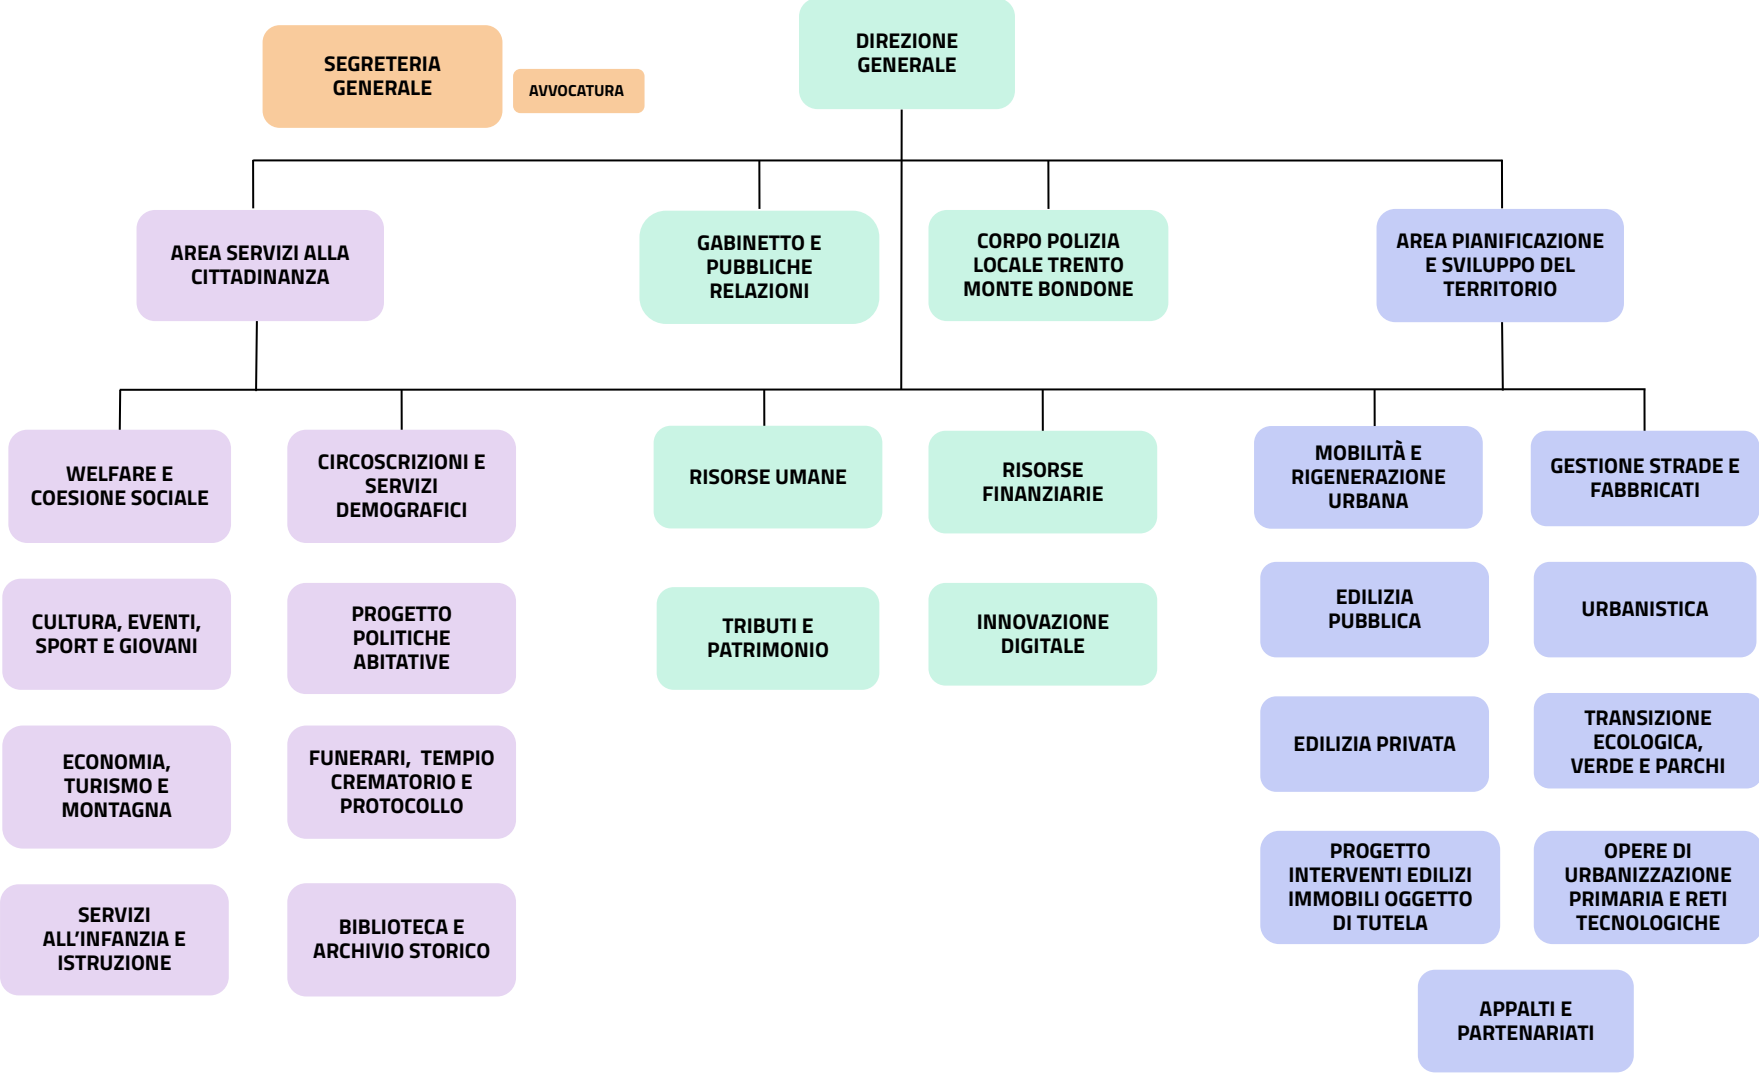 SEGRETERIA
GENERALE
AVVOCATURA
DIREZIONE
GENERALE
AREA SERVIZI ALLA
CITTADINANZA
GABINETTO E
PUBBLICHE
RELAZIONI
CORPO POLIZIA
LOCALE TRENTO
MONTE BONDONE
AREA PIANIFICAZIONE
E SVILUPPO DEL
TERRITORIO
WELFARE E
COESIONE SOCIALE
CIRCOSCRIZIONI E
SERVIZI
DEMOGRAFICI
RISORSE UMANE
RISORSE
FINANZIARIE
MOBILITÀ E
RIGENERAZIONE
URBANA
GESTIONE STRADE E
FABBRICATI
CULTURA, EVENTI,
SPORT E GIOVANI
PROGETTO
POLITICHE
ABITATIVE
TRIBUTI E
PATRIMONIO
INNOVAZIONE
DIGITALE
EDILIZIA
PUBBLICA
URBANISTICA
ECONOMIA,
TURISMO E
MONTAGNA
FUNERARI, TEMPIO
CREMATORIO E
PROTOCOLLO
EDILIZIA PRIVATA
TRANSIZIONE
ECOLOGICA,
VERDE E PARCHI
SERVIZI
ALL'INFANZIA E
ISTRUZIONE
BIBLIOTECA E
ARCHIVIO STORICO
PROGETTO
INTERVENTI EDILIZI
IMMOBILI OGGETTO
DI TUTELA
OPERE DI
URBANIZZAZIONE
PRIMARIA E RETI
TECNOLOGICHE
APPALTI E
PARTENARIATI